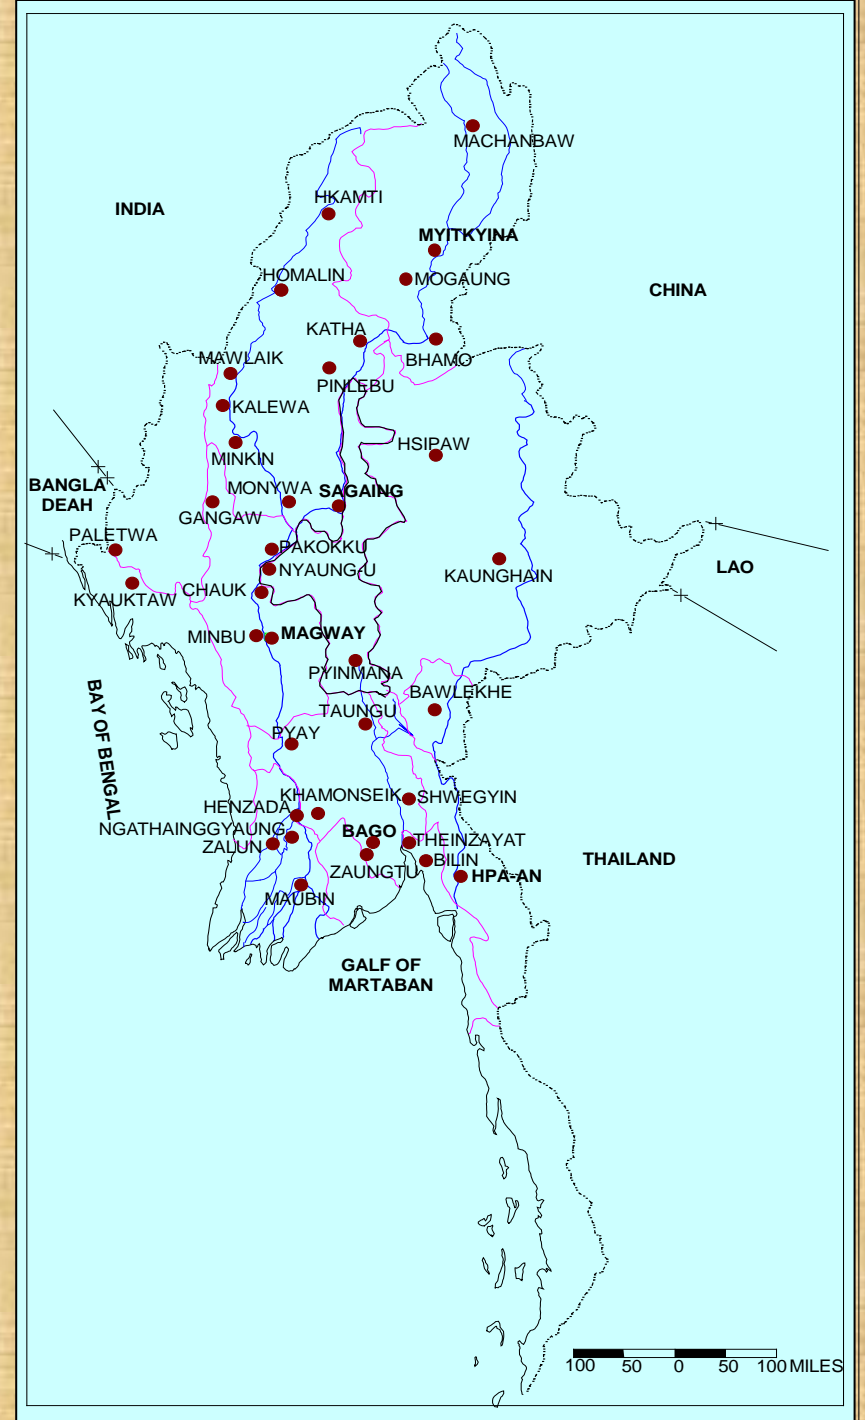 MACHANBAW
HKAMTI
INDIA
MYITKYINA
HOMALIN
MOGAUNG
CHINA
KATHA
MAWLAIK
BHAMO
PINLEBU
KALEWA
HSIPAW
MINKIN
BANGLA
DEAH
MONYWA
SAGAING
GANGAW
PALETWA
PAKOKKU
NYAUNG-U
LAO
KAUNGHAIN
CHAUK
KYAUKTAW
MINBU
MAGWAY
PYINMANA
BAWLEKHE
BAY OF BENGAL
TAUNGU
PYAY
KHAMONSEIK
SHWEGYIN
HENZADA
NGATHAINGGYAUNG
BAGO
THEINZAYAT
ZALUN
ZAUNGTU
BILIN
THAILAND
HPA-AN
MAUBIN
GALF OF
MARTABAN
100 50 0 50 100 MILES